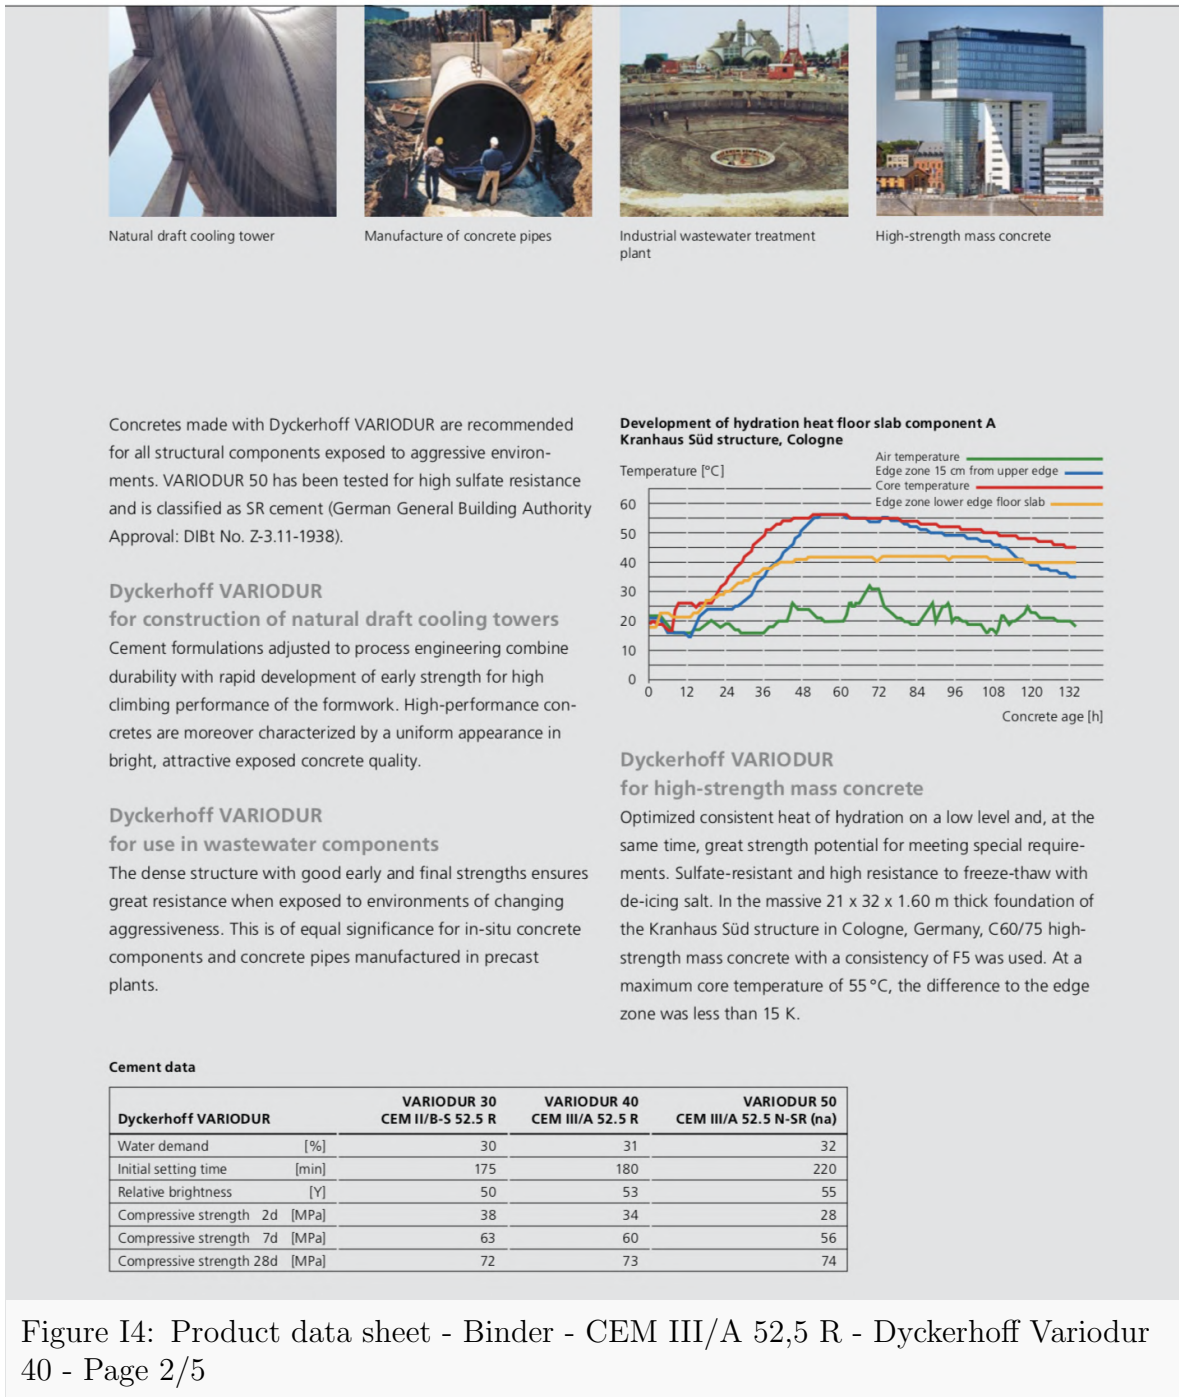 Natural draft cooling tower
Manufacture of concrete pipes
Industrial wastewater treatment
plant
High-strength mass concrete
Concretes made with Dyckerhoff VARIODUR are recommended
for all structural components exposed to aggressive environ-
ments. VARIODUR 50 has been tested for high sulfate resistance
and is classified as SR cement (German General Building Authority
Approval: DIBt No. Z-3.11-1938).
Dyckerhoff VARIODUR
for construction of natural draft cooling towers
Cement formulations adjusted to process engineering combine
durability with rapid development of early strength for high
climbing performance of the formwork. High-performance con-
cretes are moreover characterized by a uniform appearance in
bright, attractive exposed concrete quality.
Dyckerhoff VARIODUR
for use in wastewater components
The dense structure with good early and final strengths ensures
great resistance when exposed to environments of changing
aggressiveness. This is of equal significance for in-situ concrete
components and concrete pipes manufactured in precast
plants.
Development of hydration heat floor slab component A
Kranhaus Süd structure, Cologne
Temperature [°C]
Air temperature
Edge zone 15 cm from upper edge
Core temperature
Edge zone lower edge floor slab
60
50
40
30
20
10
0
0 12 24 36 48 60 72 84 96 108 120 132
Concrete age [h]
Dyckerhoff VARIODUR
for high-strength mass concrete
Optimized consistent heat of hydration on a low level and, at the
same time, great strength potential for meeting special require-
ments. Sulfate-resistant and high resistance to freeze-thaw with
de-icing salt. In the massive 21 x 32 x 1.60 m thick foundation of
the Kranhaus Süd structure in Cologne, Germany, C60/75 high-
strength mass concrete with a consistency of F5 was used. At a
maximum core temperature of 55 °C, the difference to the edge
zone was less than 15 K.
Cement data
VARIODUR 30 VARIODUR 40 VARIODUR 50
Dyckerhoff VARIODUR CEM II/B-S 52.5 R CEM III/A 52.5 R CEM III/A 52.5 N-SR (na)
Water demand [%] 30 31 32
Initial setting time [min] 175 180 220
Relative brightness [Y] 50 53 55
Compressive strength 2d [MPa] 38 34 28
Compressive strength 7d [MPa] 63 60 56
Compressive strength 28d [MPa] 72 73 74
Figure I4: Product data sheet - Binder - CEM III/A 52,5 R - Dyckerhoff Variodur
40 - Page 2/5